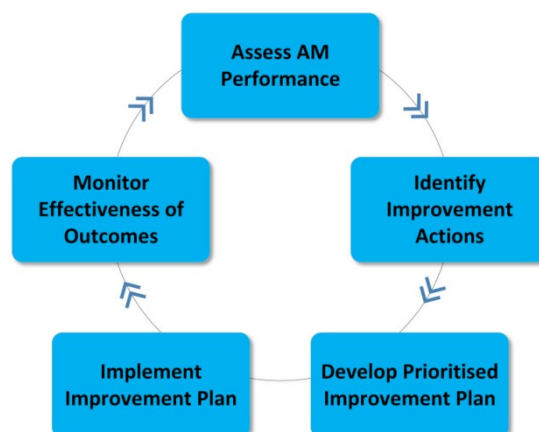 Assess AM
Performance
Identify
Improvement
Actions
Develop Prioritised
Improvement Plan
Implement
Improvement Plan
Monitor
Effectiveness of
Outcomes